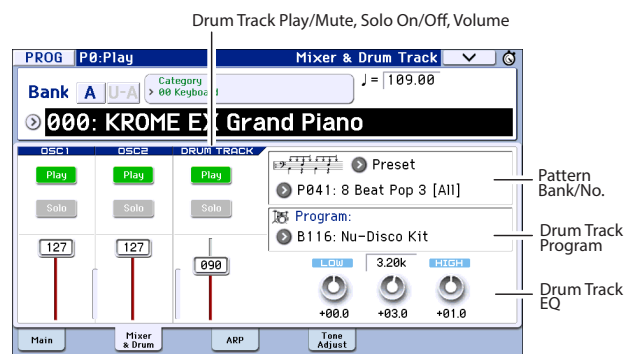 Drum Track Play/Mute, Solo On/Off, Volume
PROG P0:Play Mixer & Drum Track
Bank A U-A Category ♩= 109.00
00 Keyboard
000: KROME EX Grand Piano
OSC1 OSC2 DRUM TRACK
Play Play Play Preset
P041: 8 Beat Pop 3 [All]
Pattern
Bank/No.
Solo Solo Solo Program:
B116: Nu-Disco Kit
Drum Track
Program
127 127 090
LOW 3.20k HIGH
+00.0 +03.0 +01.0
Drum Track
EQ
Main Mixer & Drum ARP Tone Adjust